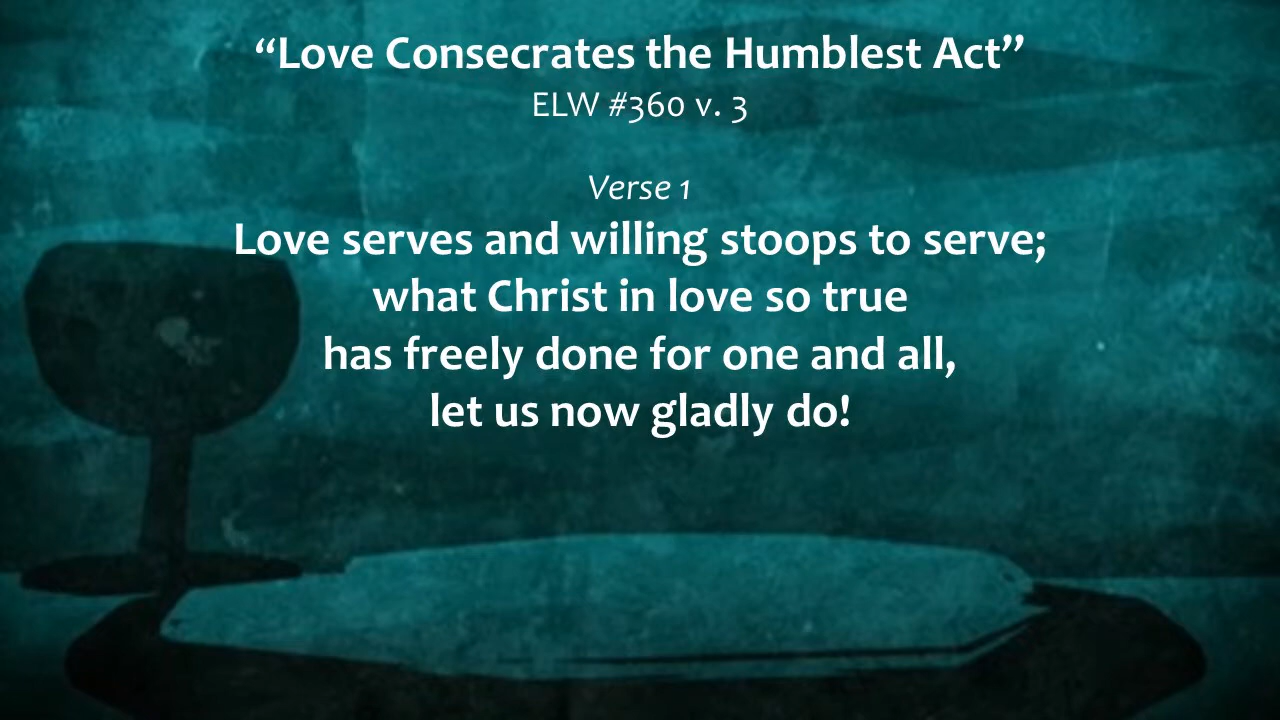 “Love Consecrates the Humblest Act”
ELW #360 v. 3
Verse 1
Love serves and willing stoops to serve;
what Christ in love so true
has freely done for one and all,
let us now gladly do!